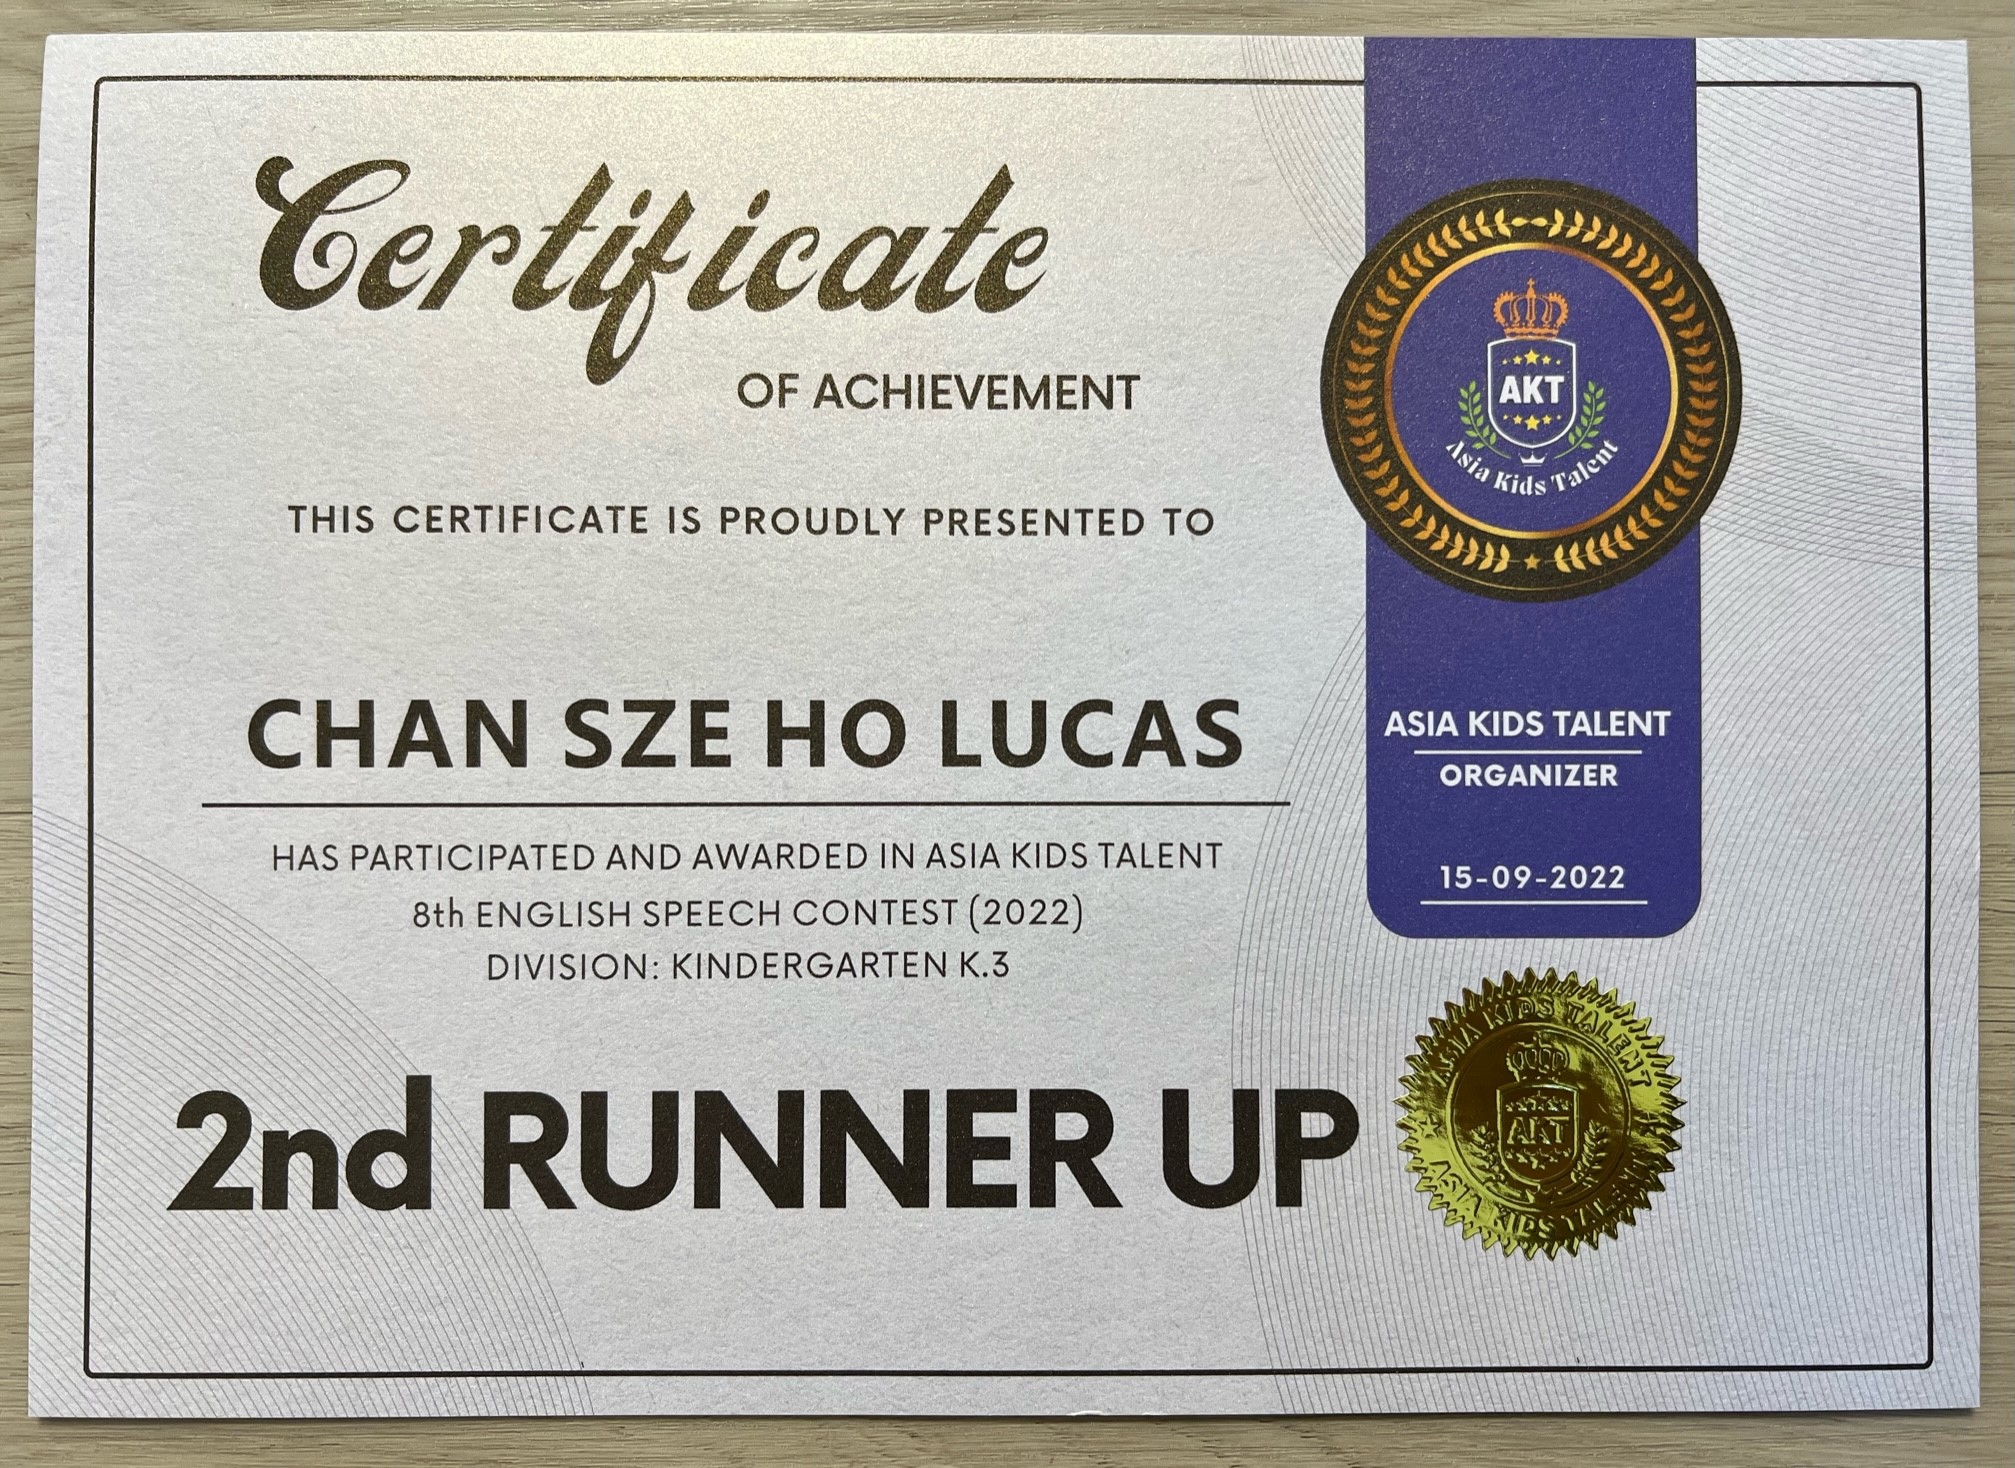 Certificate
OF ACHIEVEMENT
THIS CERTIFICATE IS PROUDLY PRESENTED TO
CHAN SZE HO LUCAS
HAS PARTICIPATED AND AWARDED IN ASIA KIDS TALENT
8th ENGLISH SPEECH CONTEST (2022)
DIVISION: KINDERGARTEN K.3
2nd RUNNER UP
AKT
Asia Kids Talent
ASIA KIDS TALENT
ORGANIZER
15-09-2022
ASIA KIDS TALENT
AKT
ASIA KIDS TALENT